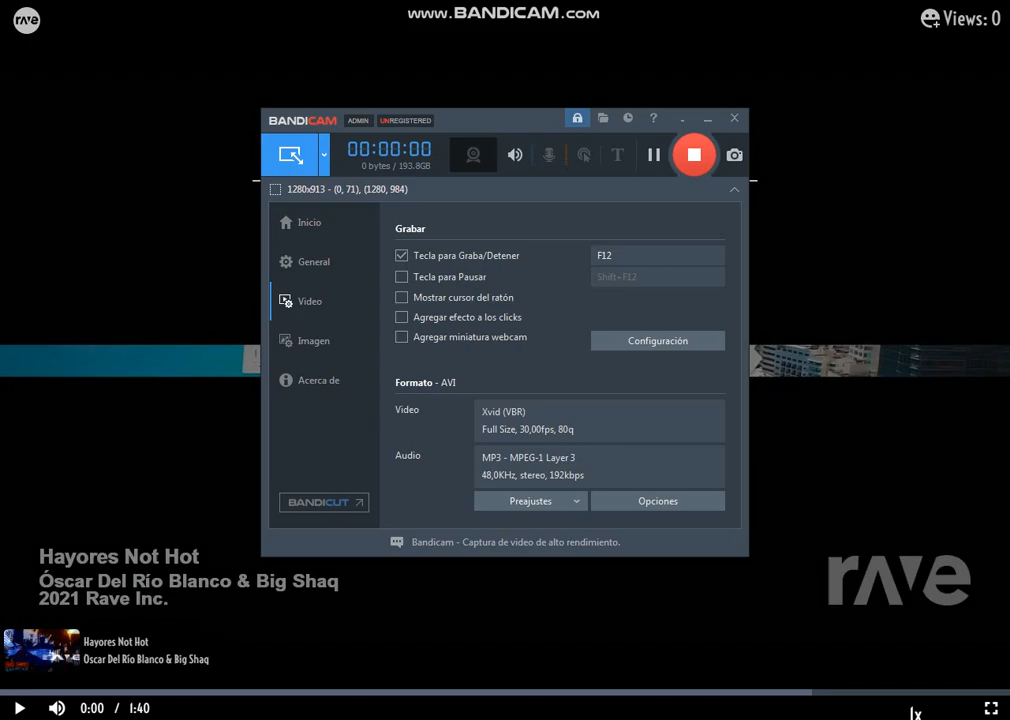 www.BANDICAM.com
rave
Views: 0
BANDICAM ADMIN UNREGISTERED
?
00:00:00
0 bytes / 193.8GB
T
1280x913 - (0, 71), (1280, 984)
Inicio
General
Video
Imagen
Acerca de
BANDICUT
Grabar
Tecla para Graba/Detener F12
Tecla para Pausar Shift+F12
Mostrar cursor del ratón
Agregar efecto a los clicks
Agregar miniatura webcam
Configuración
Formato - AVI
Video
Xvid (VBR)
Full Size, 30,00fps, 80q
Audio
MP3 - MPEG-1 Layer 3
48,0KHz, stereo, 192kbps
Preajustes Opciones
Bandicam - Captura de video de alto rendimiento.
Hayores Not Hot
Óscar Del Río Blanco & Big Shaq
2021 Rave Inc.
rave
Hayores Not Hot
Óscar Del Río Blanco & Big Shaq
0:00 / 1:40
1x